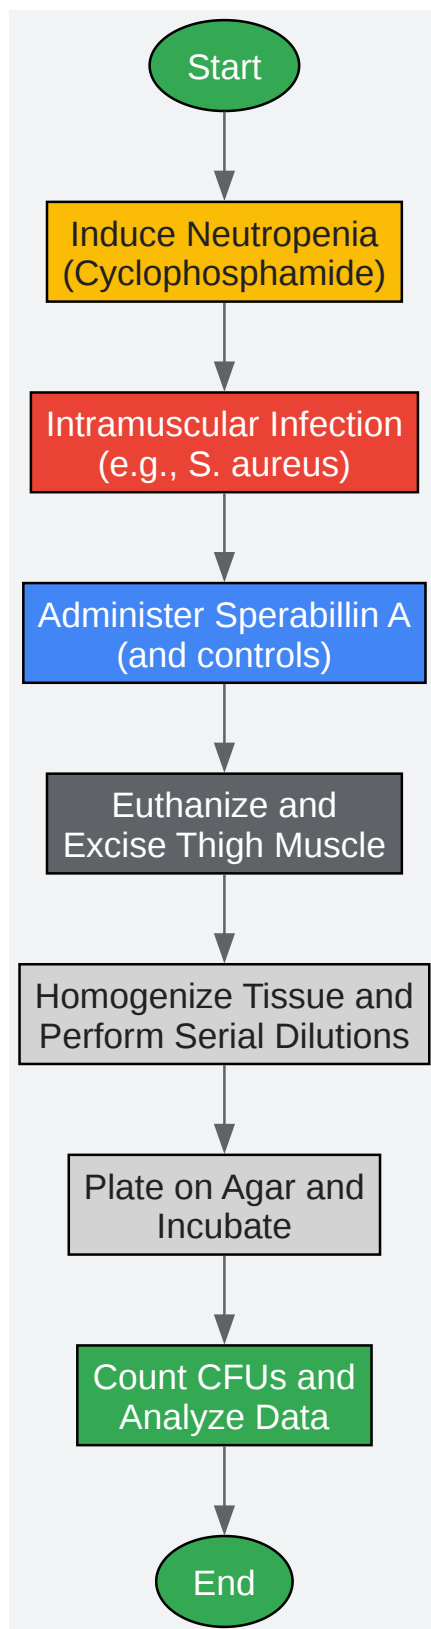 Start
Induce Neutropenia
(Cyclophosphamide)
Intramuscular Infection
(e.g., S. aureus)
Administer Sperabillin A
(and controls)
Euthanize and
Excise Thigh Muscle
Homogenize Tissue and
Perform Serial Dilutions
Plate on Agar and
Incubate
Count CFUs and
Analyze Data
End